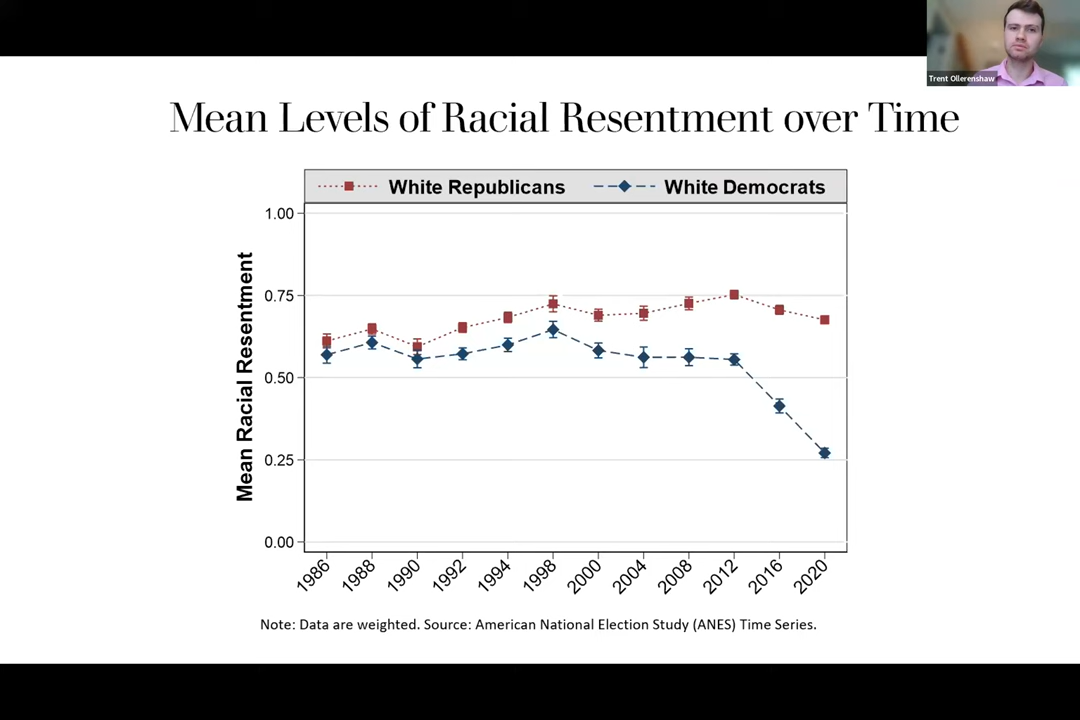 Trent Ollerenshaw
Mean Levels of Racial Resentment over Time
White Republicans White Democrats
Mean Racial Resentment
1.00
0.75
0.50
0.25
0.00
1986 1988 1990 1992 1994 1998 2000 2004 2008 2012 2016 2020
Note: Data are weighted. Source: American National Election Study (ANES) Time Series.